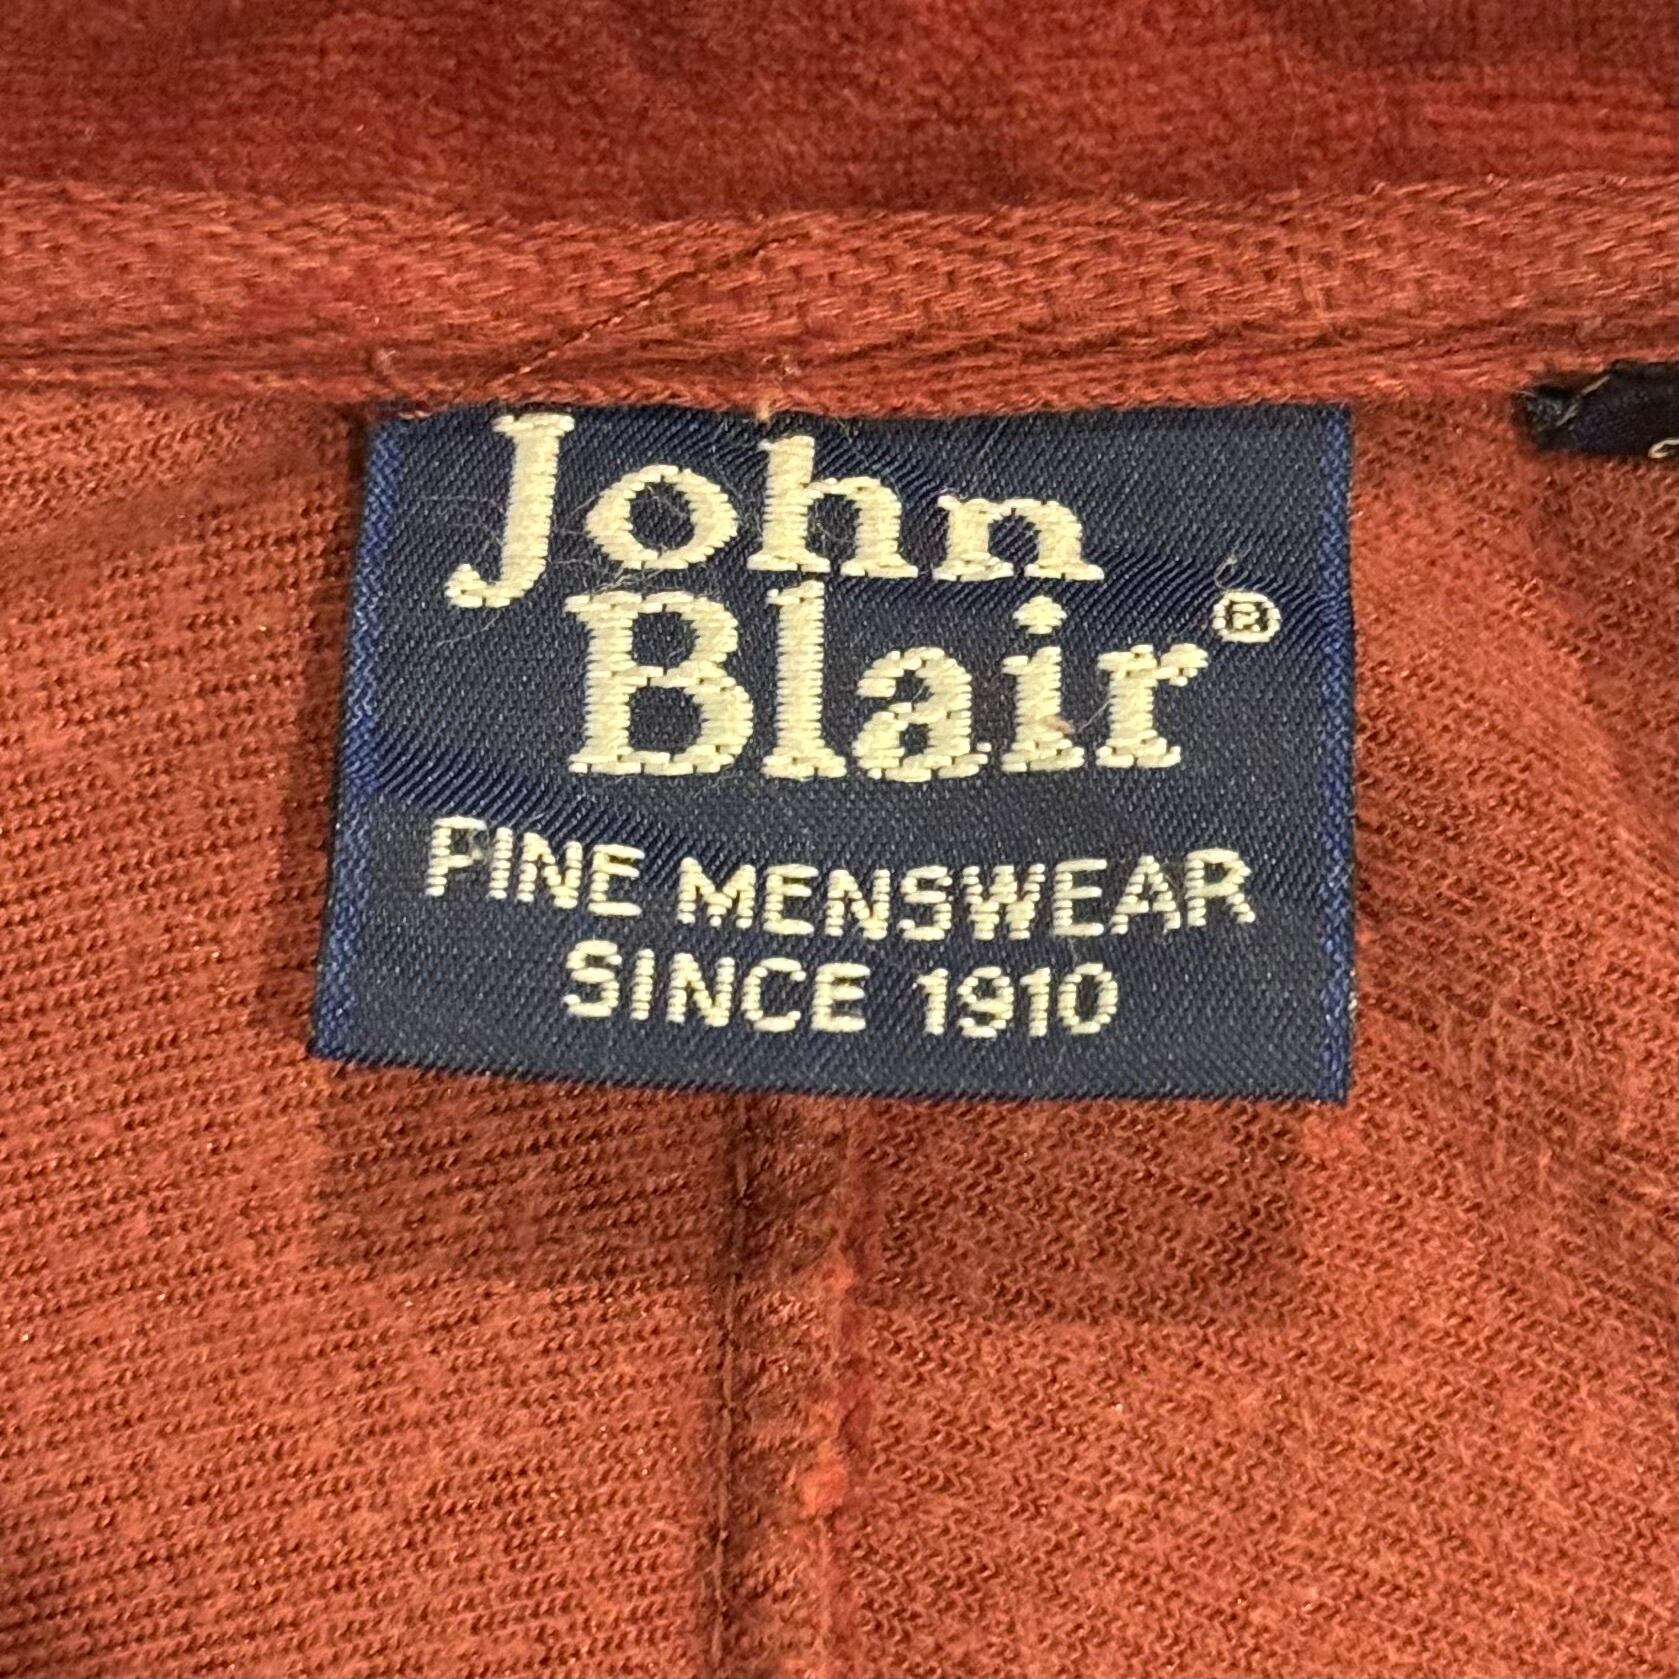 John
Blair®
FINE MENSWEAR
SINCE 1910